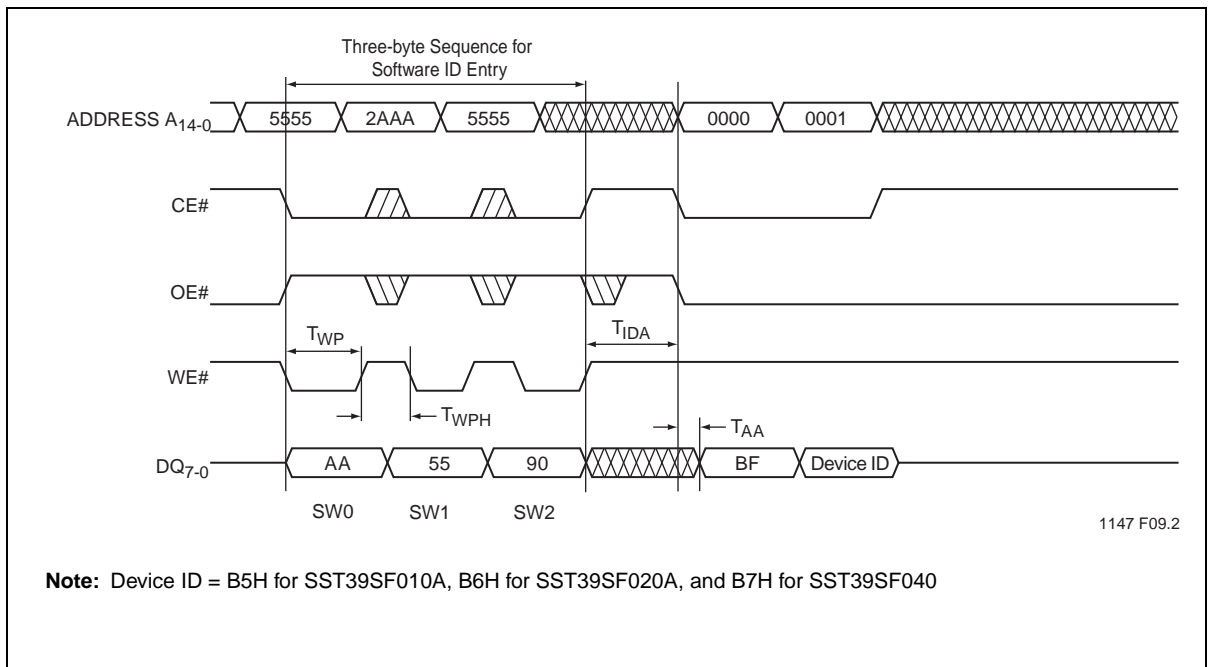 Three-byte Sequence for
Software ID Entry
ADDRESS A14-0
5555 2AAA 5555 0000 0001
CE#
OE#
TWP TIDA
WE#
TWPH TAA
DQ7-0 AA 55 90 BF Device ID
SW0 SW1 SW2
1147 F09.2
Note: Device ID = B5H for SST39SF010A, B6H for SST39SF020A, and B7H for SST39SF040